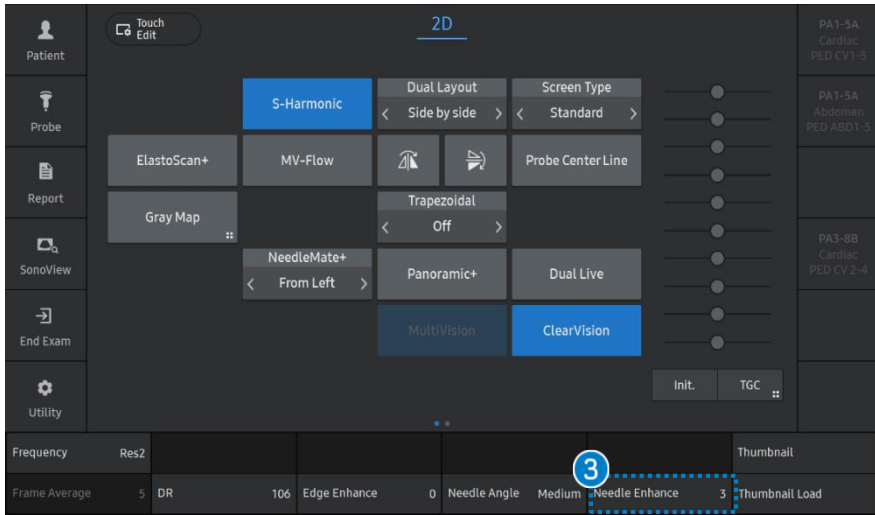 Touch
Edit
2D
Patient
Probe
Report
SonoView
End Exam
Utility
S-Harmonic
Dual Layout
< Side by side >
Screen Type
< Standard >
ElastoScan+
MV-Flow
Probe Center Line
Gray Map
Trapezoidal
< Off >
NeedleMate+
< From Left >
Panoramic+
Dual Live
MultiVision
ClearVision
Init.
TGC
PA1-5A
Cardiac
PED CV1-5
PA1-5A
Abdomen
PED ABD1-5
PA3-8B
Cardiac
PED CV 2-4
3
Frequency Res2
Thumbnail
Frame Average 5
DR 106
Edge Enhance 0
Needle Angle Medium
Needle Enhance 3
Thumbnail Load